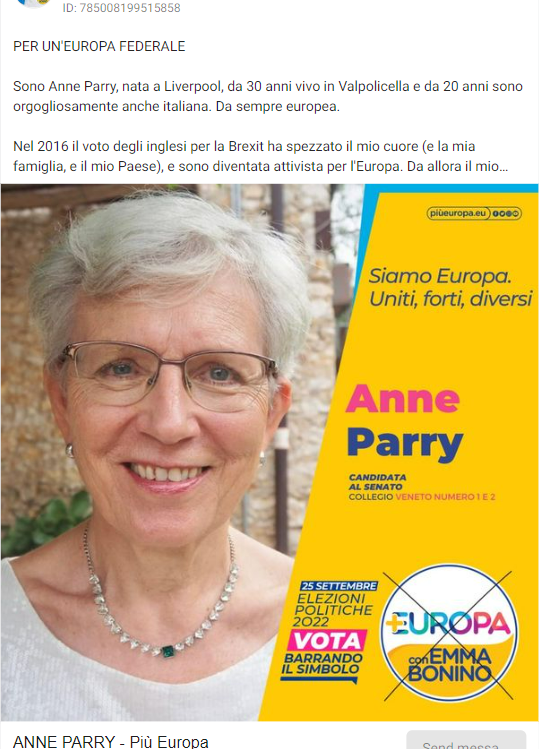 ID: 785008199515858
PER UN'EUROPA FEDERALE
Sono Anne Parry, nata a Liverpool, da 30 anni vivo in Valpolicella e da 20 anni sono
orgogliosamente anche italiana. Da sempre europea.
Nel 2016 il voto degli inglesi per la Brexit ha spezzato il mio cuore (e la mia
famiglia, e il mio Paese), e sono diventata attivista per l'Europa. Da allora il mio...
piùeuropa.eu
Siamo Europa.
Uniti, forti, diversi
Anne
Parry
CANDIDATA
AL SENATO
COLLEGIO VENETO NUMERO 1 E 2
25 SETTEMBRE
ELEZIONI
POLITICHE
2022
VOTA
BARRANDO
IL SIMBOLO
+EUROPA
con EMMA
BONINO
ANNE PARRY - Più Europa
Send messa